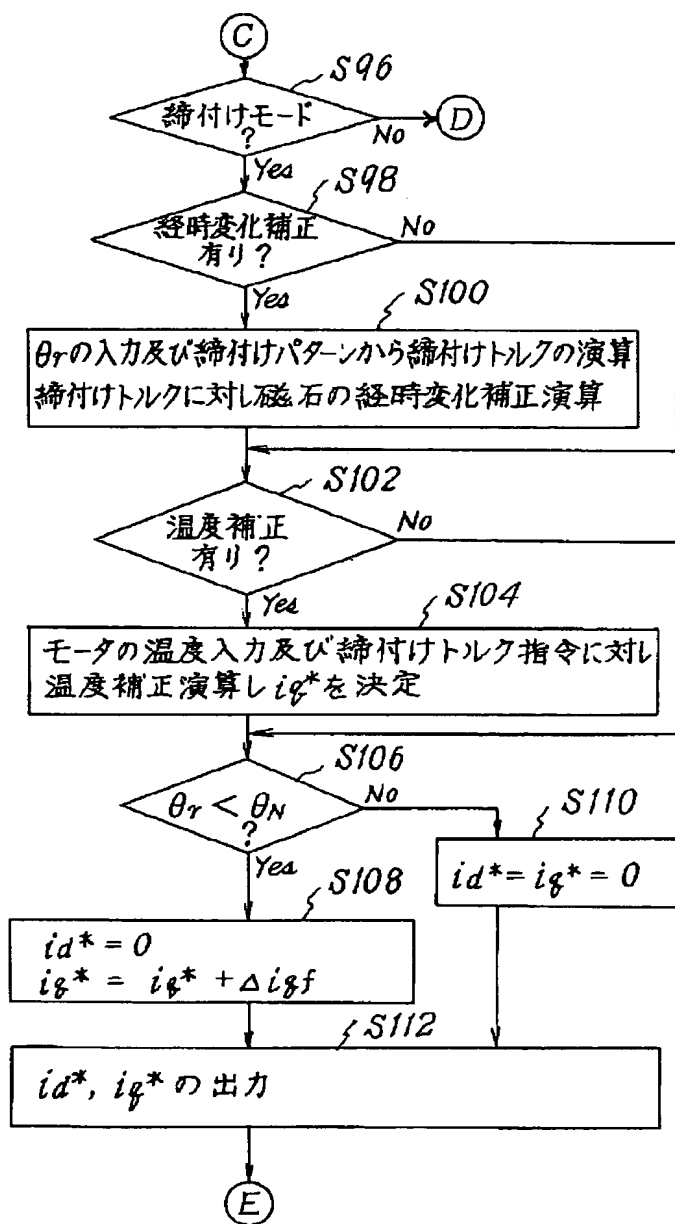 C
S96
締付けモード
?
No
D
Yes
S98
経時変化補正
有り?
No
Yes
S100
θrの入力及び締付けパターンから締付けトルクの演算
締付けトルクに対し磁石の経時変化補正演算
S102
温度補正
有り?
No
Yes
S104
モータの温度入力及び締付けトルク指令に対し
温度補正演算しiq*を決定
S106
θr < θN
?
No
Yes
S110
id*= iq*= 0
S108
id* = 0
iq* = iq* + Δiqf
S112
id*, iq* の出力
E